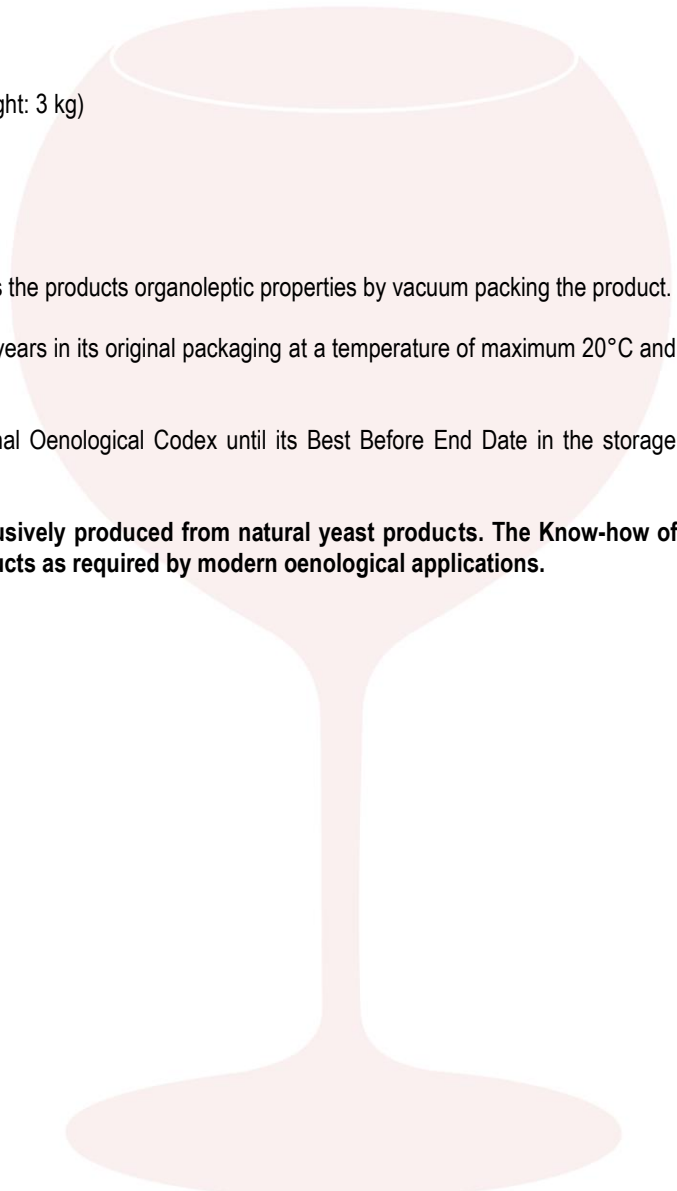 ght: 3 kg)
s the products organoleptic properties by vacuum packing the product.
years in its original packaging at a temperature of maximum 20°C and
nal Oenological Codex until its Best Before End Date in the storage
usively produced from natural yeast products. The Know-how of
ucts as required by modern oenological applications.